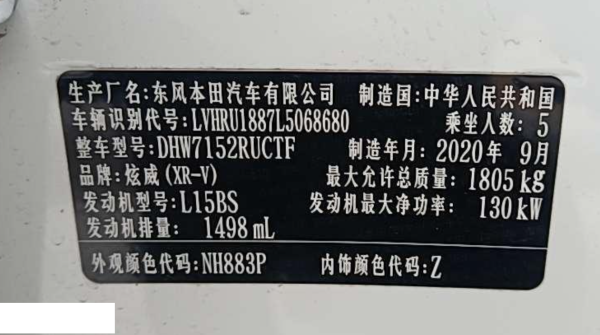 生产厂名:东风本田汽车有限公司 制造国:中华人民共和国
车辆识别代号:LVHRU1887L5068680 乘坐人数: 5
整车型号:DHW7152RUCTF 制造年月: 2020 年 9月
品牌: 炫威(XR-V) 最大允许总质量: 1805 kg
发动机型号:L15BS 发动机最大净功率: 130 kW
发动机排量: 1498 mL
外观颜色代码:NH883P 内饰颜色代码:Z